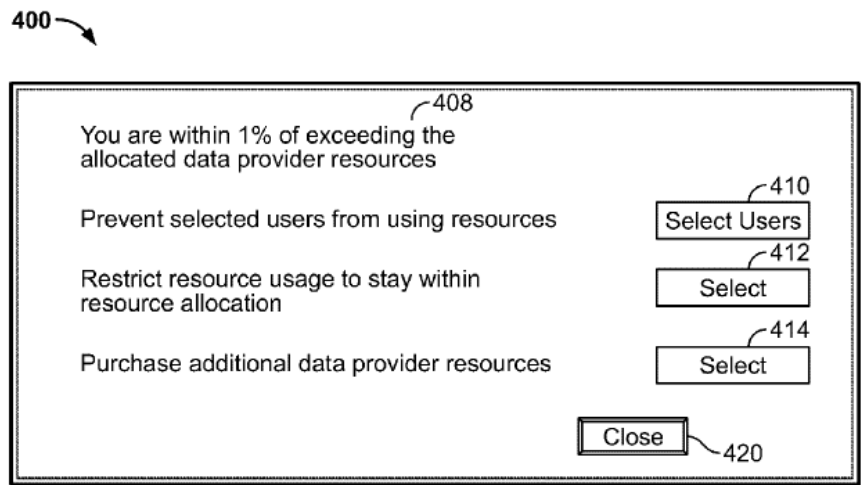 400
408
You are within 1% of exceeding the
allocated data provider resources
410
Prevent selected users from using resources
Select Users
412
Restrict resource usage to stay within
resource allocation
Select
414
Purchase additional data provider resources
Select
Close
420